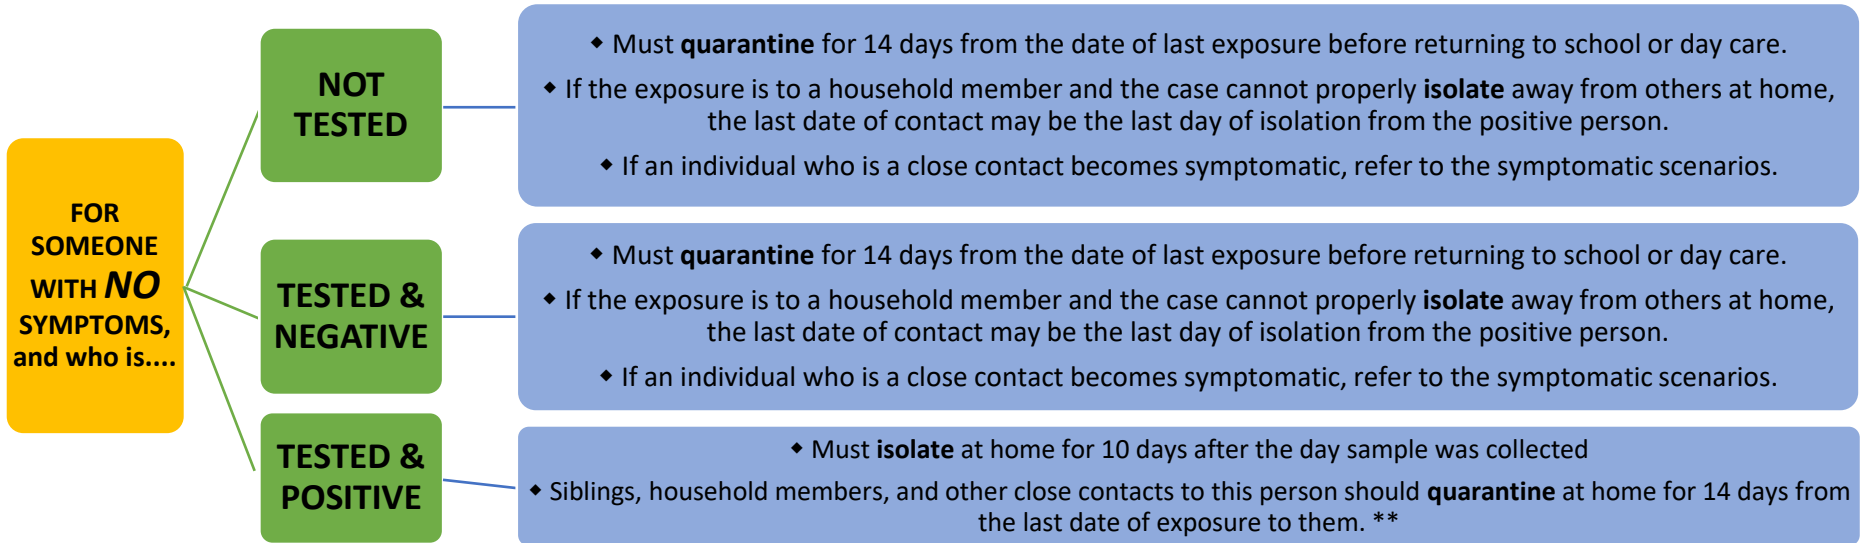 FOR
SOMEONE
WITH NO
SYMPTOMS,
and who is....
NOT
TESTED
◆ Must quarantine for 14 days from the date of last exposure before returning to school or day care.
◆ If the exposure is to a household member and the case cannot properly isolate away from others at home,
the last date of contact may be the last day of isolation from the positive person.
◆ If an individual who is a close contact becomes symptomatic, refer to the symptomatic scenarios.
TESTED &
NEGATIVE
◆ Must quarantine for 14 days from the date of last exposure before returning to school or day care.
◆ If the exposure is to a household member and the case cannot properly isolate away from others at home,
the last date of contact may be the last day of isolation from the positive person.
◆ If an individual who is a close contact becomes symptomatic, refer to the symptomatic scenarios.
TESTED &
POSITIVE
◆ Must isolate at home for 10 days after the day sample was collected
◆ Siblings, household members, and other close contacts to this person should quarantine at home for 14 days from
the last date of exposure to them. **